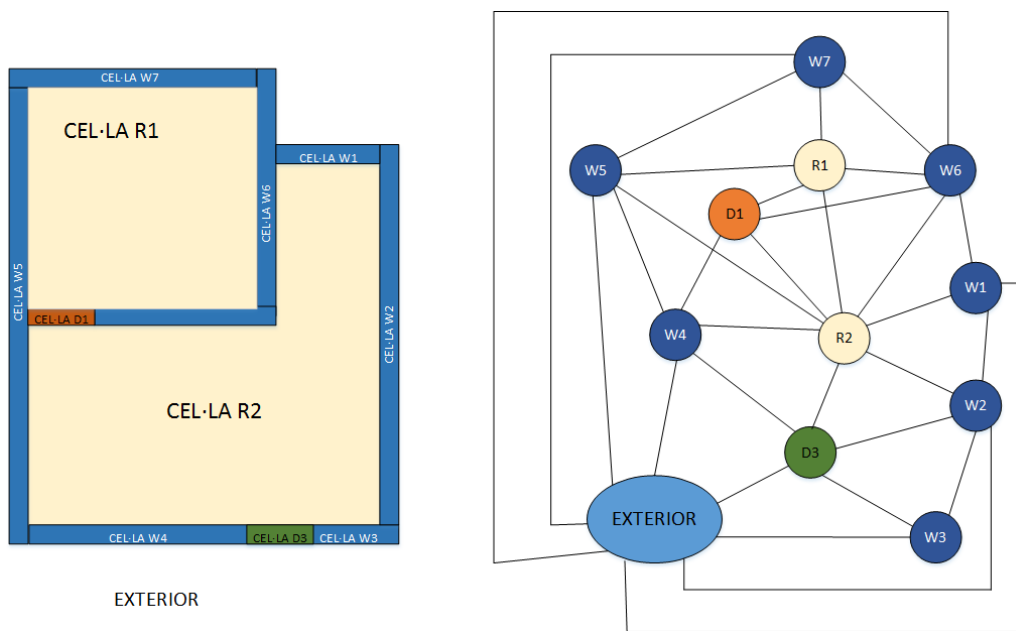 CEL·LA W7
CEL·LA R1
CEL·LA W1
CEL·LA W6
CEL·LA W5
CEL·LA W2
CEL·LA D1
CEL·LA R2
CEL·LA W4
CEL·LA D3
CEL·LA W3
EXTERIOR
W7
R1
W5
W6
D1
W1
W4
R2
W2
D3
EXTERIOR
W3